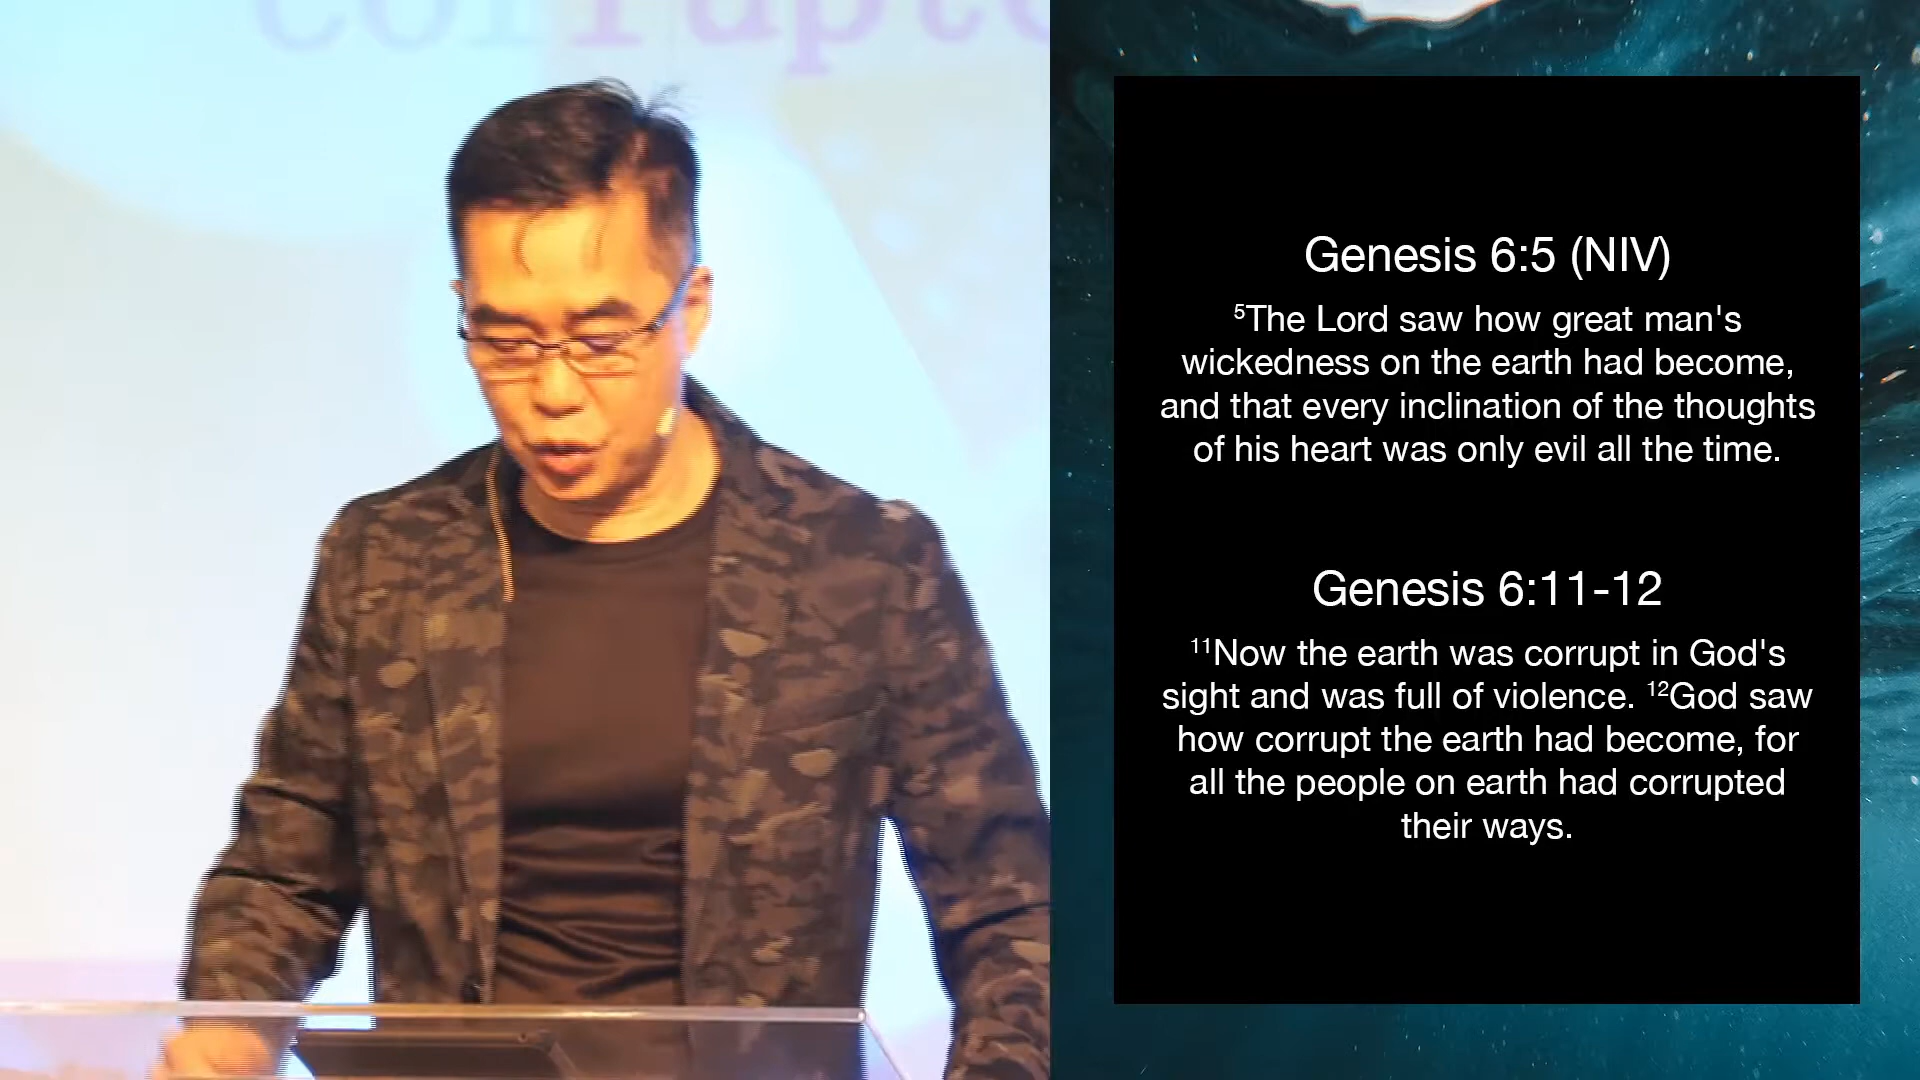 Genesis 6:5 (NIV)
⁵The Lord saw how great man's
wickedness on the earth had become,
and that every inclination of the thoughts
of his heart was only evil all the time.
Genesis 6:11-12
¹¹Now the earth was corrupt in God's
sight and was full of violence. ¹²God saw
how corrupt the earth had become, for
all the people on earth had corrupted
their ways.